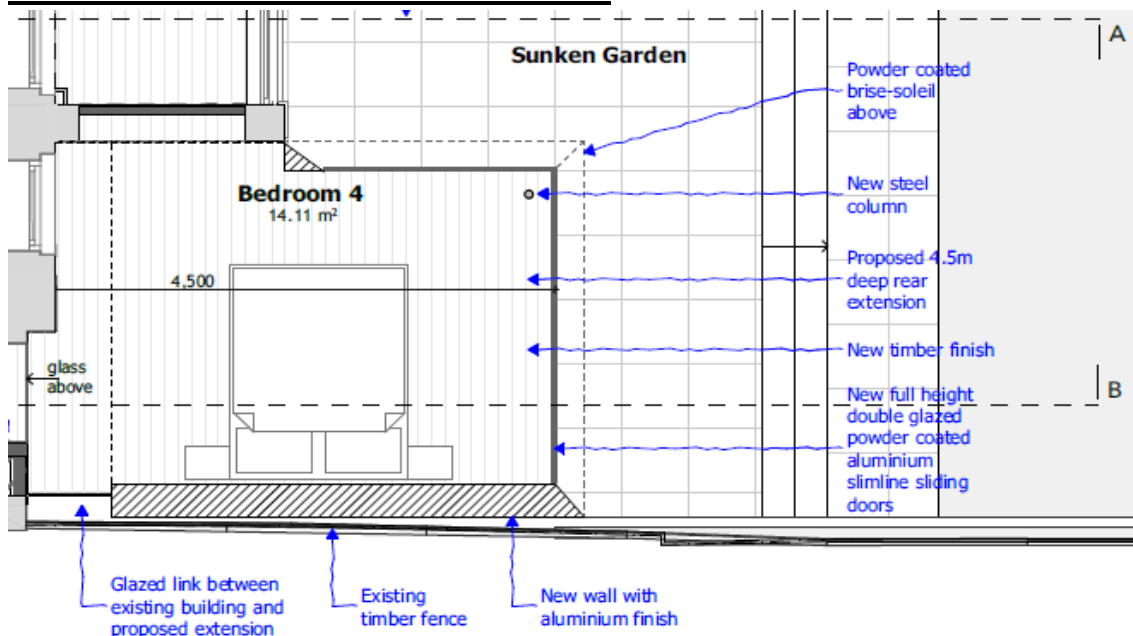 A
Sunken Garden
Powder coated
brise-soleil
above
Bedroom 4
14.11 m²
New steel
column
4,500
Proposed 4.5m
deep rear
extension
New timber finish
glass
above
B
New full height
double glazed
powder coated
aluminium
slimline sliding
doors
Glazed link between
existing building and
proposed extension
Existing
timber fence
New wall with
aluminium finish